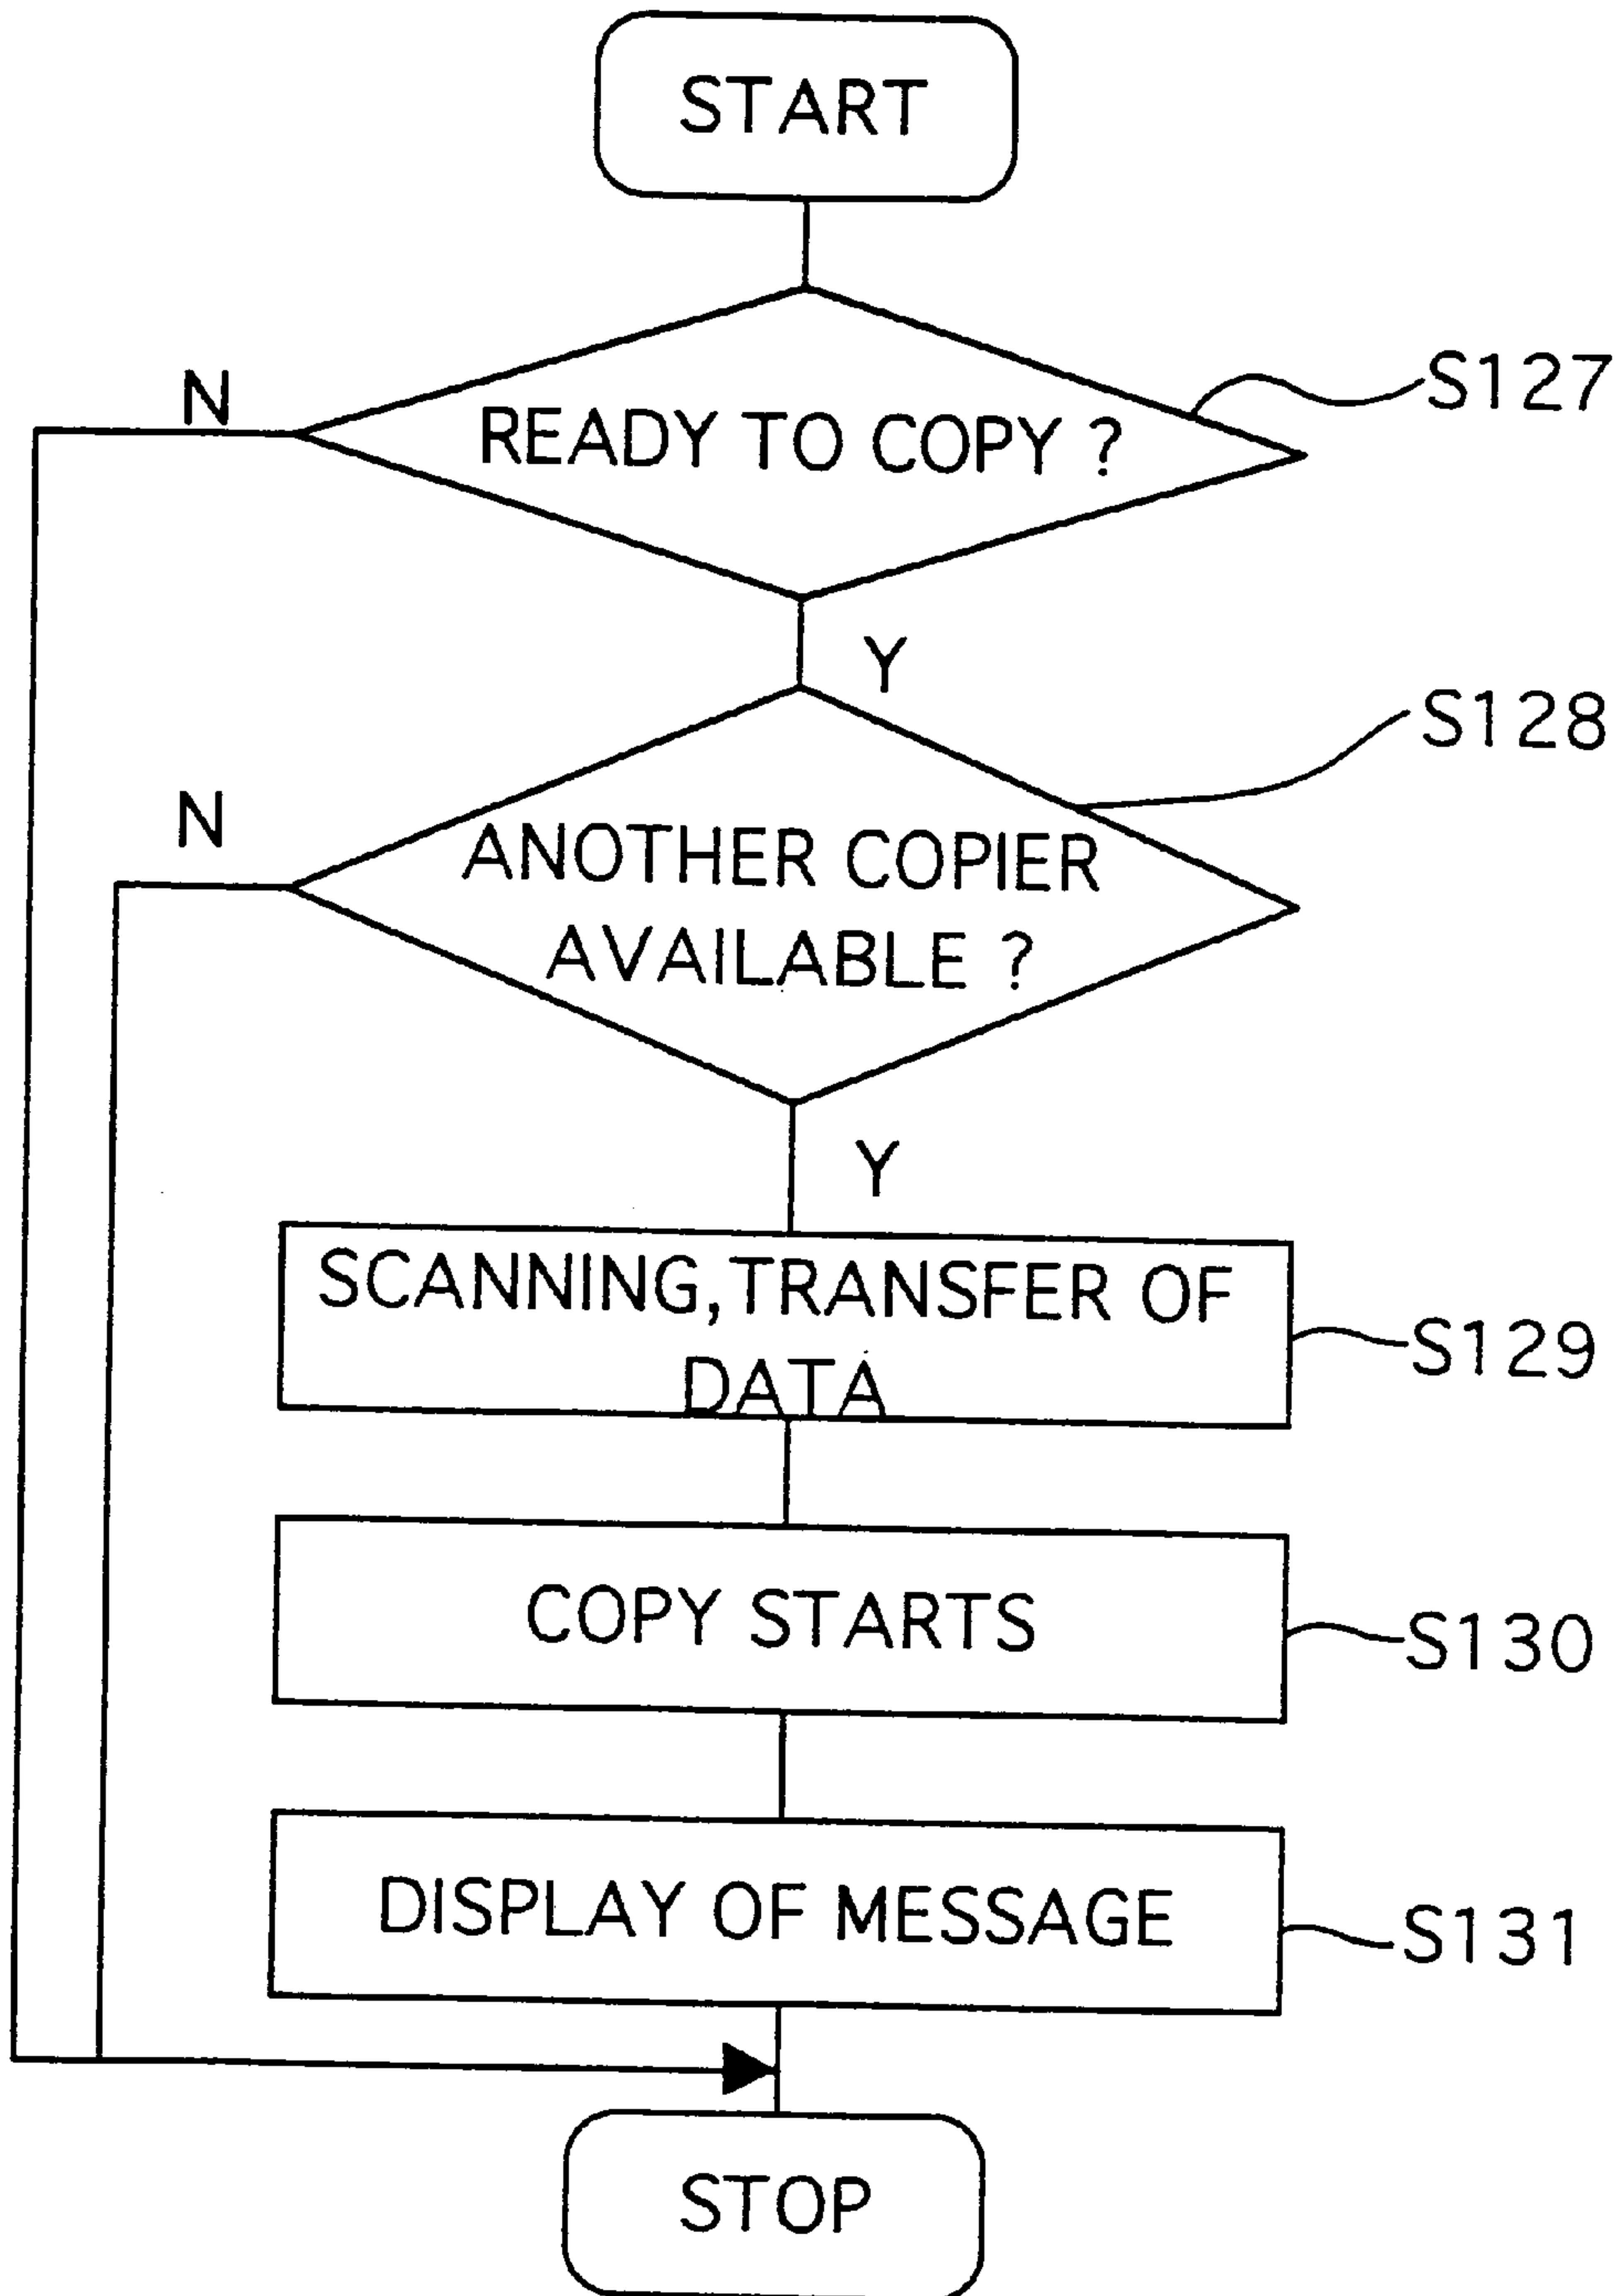 START
N
READY TO COPY ?
S127
Y
S128
N
ANOTHER COPIER
AVAILABLE ?
Y
SCANNING,TRANSFER OF
DATA
S129
COPY STARTS
S130
DISPLAY OF MESSAGE
S131
STOP